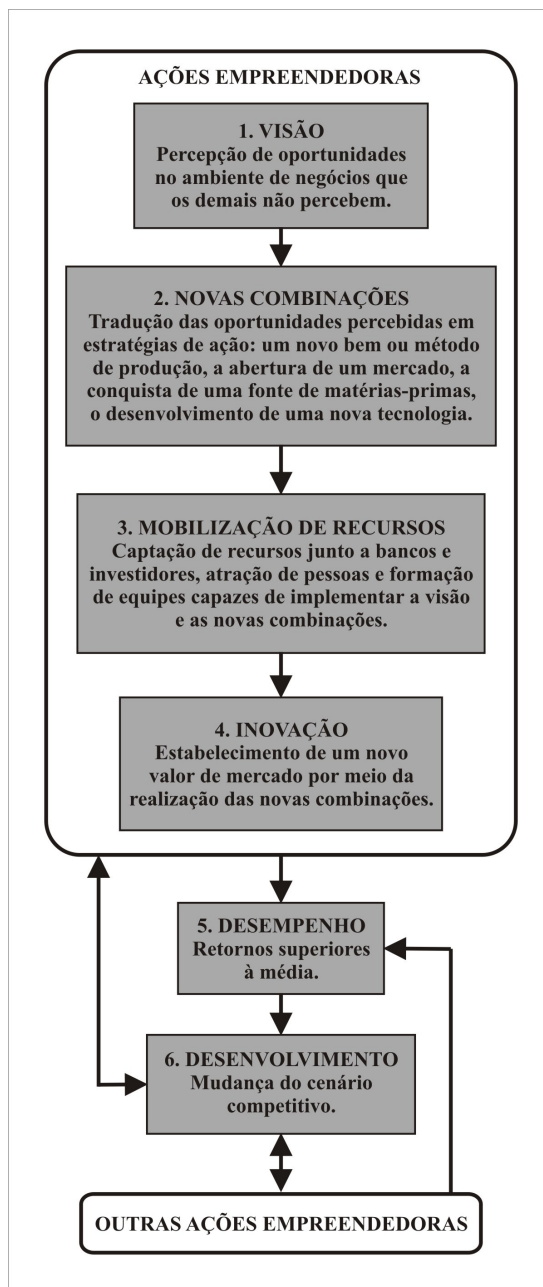 AÇÕES EMPREENDEDORAS
1. VISÃO
Percepção de oportunidades
no ambiente de negócios que
os demais não percebem.
2. NOVAS COMBINAÇÕES
Tradução das oportunidades percebidas em
estratégias de ação: um novo bem ou método
de produção, a abertura de um mercado, a
conquista de uma fonte de matérias-primas,
o desenvolvimento de uma nova tecnologia.
3. MOBILIZAÇÃO DE RECURSOS
Captação de recursos junto a bancos e
investidores, atração de pessoas e formação
de equipes capazes de implementar a visão
e as novas combinações.
4. INOVAÇÃO
Estabelecimento de um novo
valor de mercado por meio da
realização das novas combinações.
5. DESEMPENHO
Retornos superiores
à média.
6. DESENVOLVIMENTO
Mudança do cenário
competitivo.
OUTRAS AÇÕES EMPREENDEDORAS